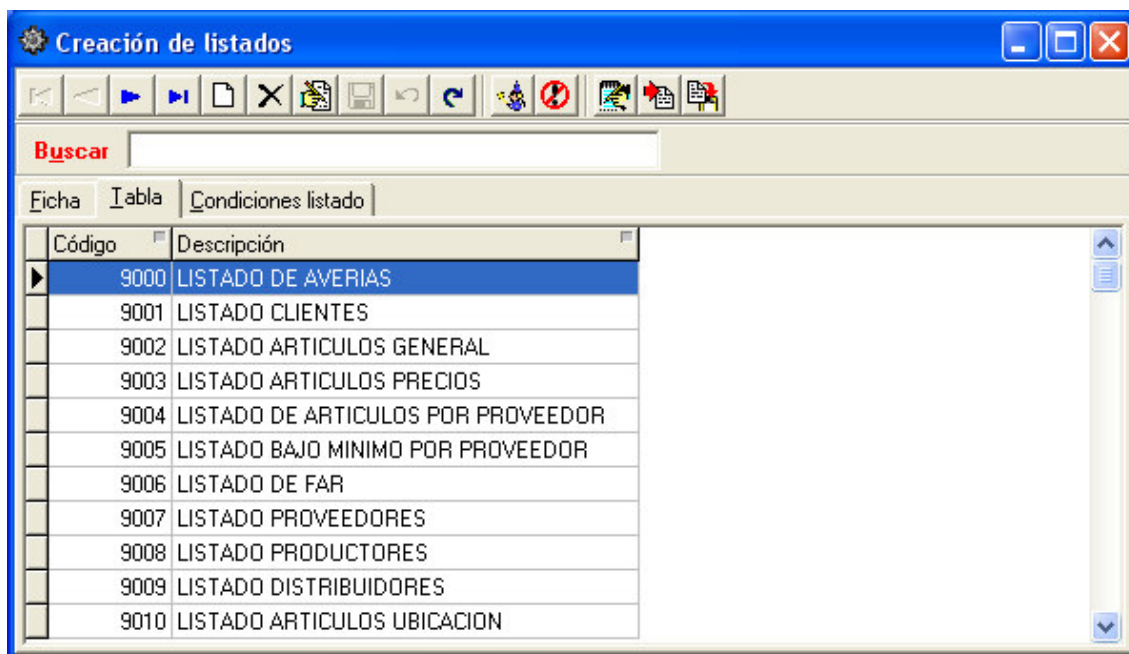 Creación de listados
Buscar
Ficha Tabla Condiciones listado
Código Descripción
9000 LISTADO DE AVERIAS
9001 LISTADO CLIENTES
9002 LISTADO ARTICULOS GENERAL
9003 LISTADO ARTICULOS PRECIOS
9004 LISTADO DE ARTICULOS POR PROVEEDOR
9005 LISTADO BAJO MINIMO POR PROVEEDOR
9006 LISTADO DE FAR
9007 LISTADO PROVEEDORES
9008 LISTADO PRODUCTORES
9009 LISTADO DISTRIBUIDORES
9010 LISTADO ARTICULOS UBICACION